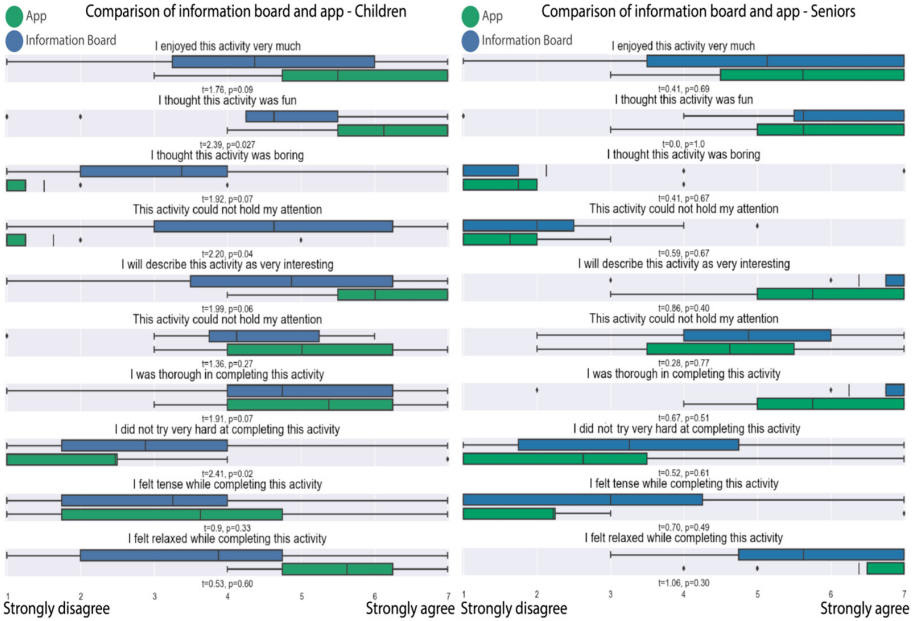 Comparison of information board and app - Children
App
Information Board
I enjoyed this activity very much
t=1.76, p=0.09
I thought this activity was fun
t=2.39, p=0.027
I thought this activity was boring
t=1.92, p=0.07
This activity could not hold my attention
t=2.20, p=0.04
I will describe this activity as very interesting
t=1.99, p=0.06
This activity could not hold my attention
t=1.36, p=0.27
I was thorough in completing this activity
t=1.91, p=0.07
I did not try very hard at completing this activity
t=2.41, p=0.02
I felt tense while completing this activity
t=0.9, p=0.33
I felt relaxed while completing this activity
t=0.53, p=0.60
1 2 3 4 5 6 7
Strongly disagree Strongly agree
Comparison of information board and app - Seniors
App
Information Board
I enjoyed this activity very much
t=0.41, p=0.69
I thought this activity was fun
t=0.0, p=1.0
I thought this activity was boring
t=0.41, p=0.67
This activity could not hold my attention
t=0.59, p=0.67
I will describe this activity as very interesting
t=0.86, p=0.40
This activity could not hold my attention
t=0.28, p=0.77
I was thorough in completing this activity
t=0.67, p=0.51
I did not try very hard at completing this activity
t=0.52, p=0.61
I felt tense while completing this activity
t=0.70, p=0.49
I felt relaxed while completing this activity
t=1.06, p=0.30
1 2 3 4 5 6 7
Strongly disagree Strongly agree